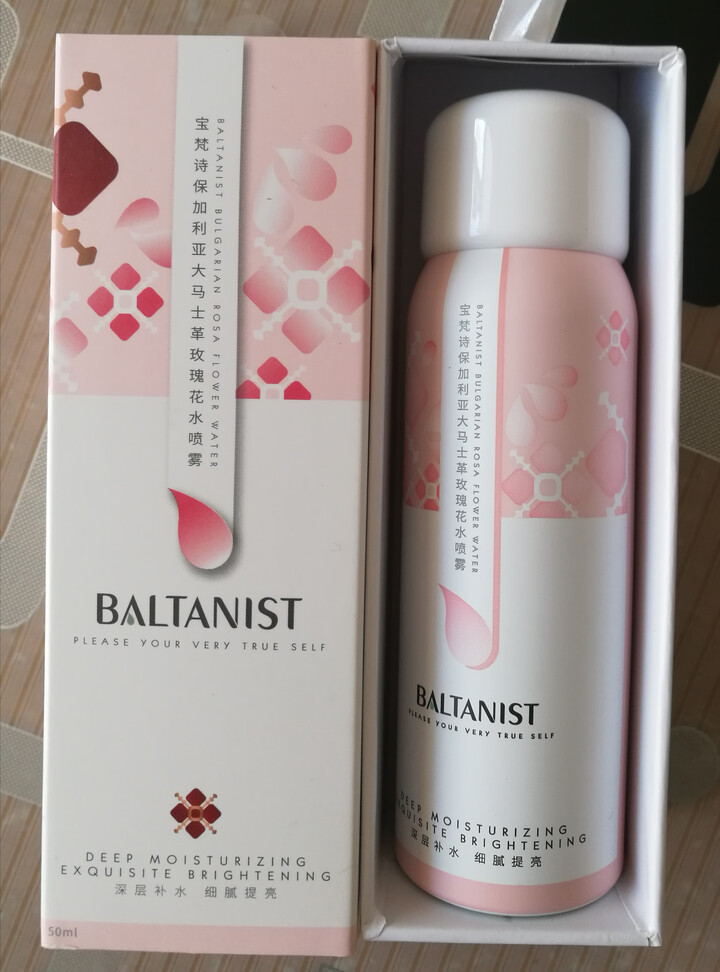 宝梵诗保加利亚大马士革玫瑰花水喷雾
BALTANIST BULGARIAN ROSA FLOWER WATER
BALTANIST
PLEASE YOUR VERY TRUE SELF
DEEP MOISTURIZING
EXQUISITE BRIGHTENING
深层补水 细腻提亮
50ml
宝梵诗保加利亚大马士革玫瑰花水喷雾
BALTANIST BULGARIAN ROSA FLOWER WATER
BALTANIST
PLEASE YOUR VERY TRUE SELF
DEEP MOISTURIZING
EXQUISITE BRIGHTENING
深层补水 细腻提亮